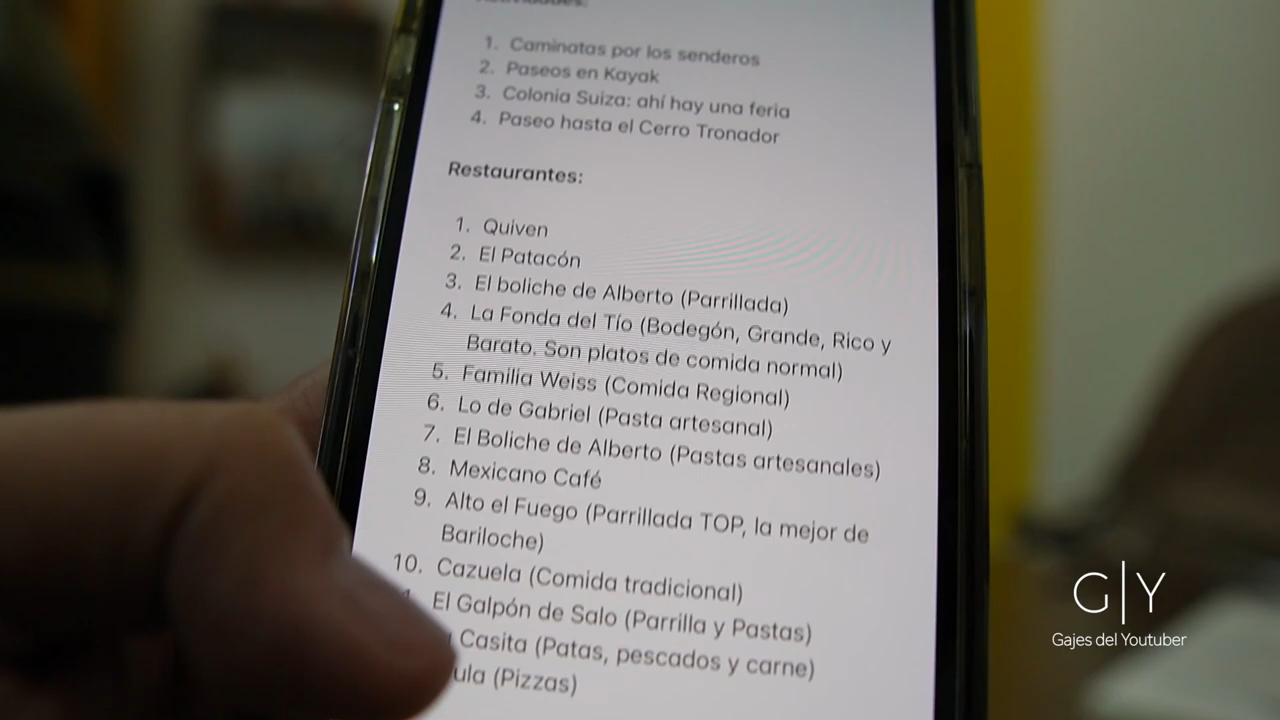 1. Caminatas por los senderos
2. Paseos en Kayak
3. Colonia Suiza: ahí hay una feria
4. Paseo hasta el Cerro Tronador
Restaurantes:
1. Quiven
2. El Patacón
3. El boliche de Alberto (Parrillada)
4. La Fonda del Tío (Bodegón, Grande, Rico y
Barato. Son platos de comida normal)
5. Familia Weiss (Comida Regional)
6. Lo de Gabriel (Pasta artesanal)
7. El Boliche de Alberto (Pastas artesanales)
8. Mexicano Café
9. Alto el Fuego (Parrillada TOP, la mejor de
Bariloche)
10. Cazuela (Comida tradicional)
El Galpón de Salo (Parrilla y Pastas)
Casita (Patas, pescados y carne)
(Pizzas)
G|Y
Gajes del Youtuber